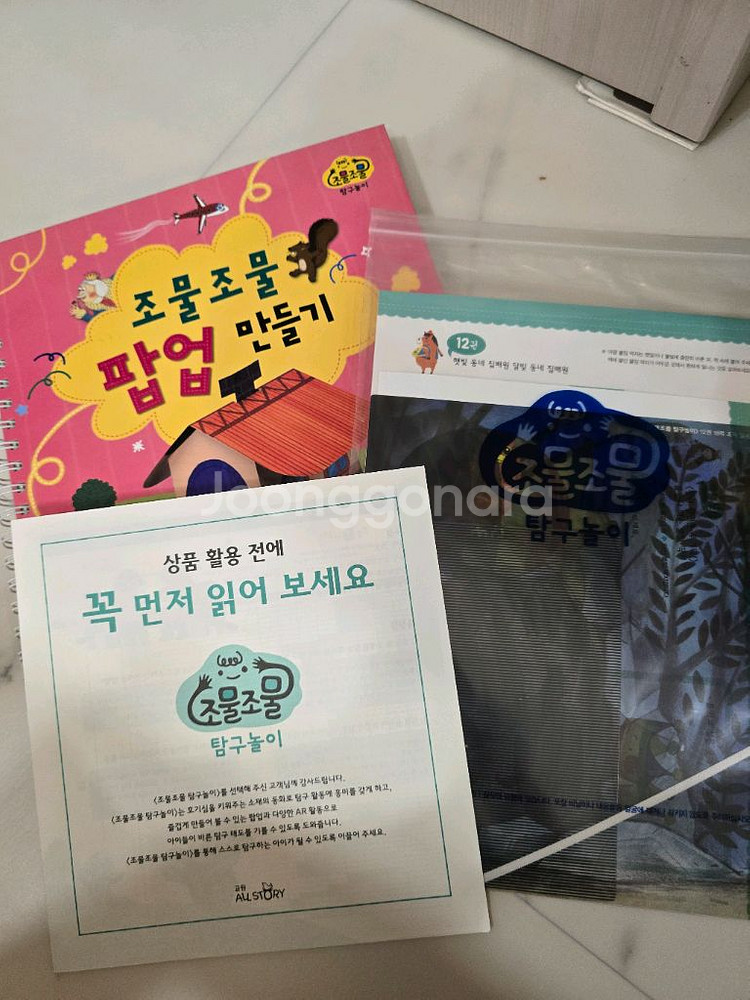 조물조물
탐구놀이
조물조물
팝업 만들기
12권
햇빛 동네 집배원 달빛 동네 집배원
조물조물
탐구놀이
Joonggonara
상품 활용 전에
꼭 먼저 읽어 보세요
조물조물
탐구놀이
<조물조물 탐구놀이>를 선택해 주신 고객님께 감사드립니다.
<조물조물 탐구놀이>는 호기심을 키워주는 소재의 동화로 탐구 활동에 흥미를 갖게 하고,
즐겁게 만들어 볼 수 있는 팝업과 다양한 AR 활동으로
아이들이 바른 탐구 태도를 가를 수 있도록 도와줍니다.
<조물조물 탐구놀이>를 통해 스스로 탐구하는 아이가 될 수 있도록 이끌어 주세요.
교원
ALL STORY